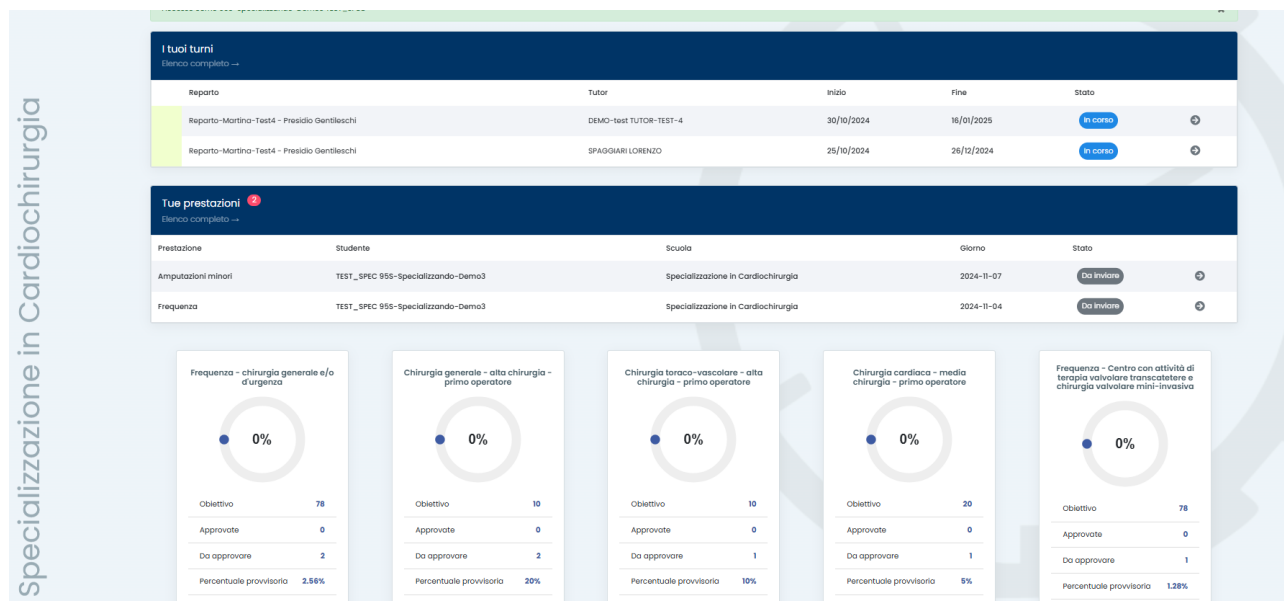 I tuoi turni
Elenco completo →
Reparto Tutor Inizio Fine Stato
Reparto-Martina-Test4 - Presidio Gentileschi DEMO-test TUTOR-TEST-4 30/10/2024 16/01/2025 In corso
Reparto-Martina-Test4 - Presidio Gentileschi SPAGGIARI LORENZO 25/10/2024 26/12/2024 In corso
Tue prestazioni 2
Elenco completo →
Prestazione Studente Scuola Giorno Stato
Amputazioni minori TEST_SPEC 95S-Specializzando-Demo3 Specializzazione in Cardiochirurgia 2024-11-07 Da inviare
Frequenza TEST_SPEC 95S-Specializzando-Demo3 Specializzazione in Cardiochirurgia 2024-11-04 Da inviare
Frequenza - chirurgia generale e/o
d'urgenza
0%
Obiettivo 78
Approvate 0
Da approvare 2
Percentuale provvisoria 2.56%
Chirurgia generale - alta chirurgia -
primo operatore
0%
Obiettivo 10
Approvate 0
Da approvare 2
Percentuale provvisoria 20%
Chirurgia toraco-vascolare - alta
chirurgia - primo operatore
0%
Obiettivo 10
Approvate 0
Da approvare 1
Percentuale provvisoria 10%
Chirurgia cardiaca - media
chirurgia - primo operatore
0%
Obiettivo 20
Approvate 0
Da approvare 1
Percentuale provvisoria 5%
Frequenza - Centro con attività di
terapia valvolare transcatetere e
chirurgia valvolare mini-invasiva
0%
Obiettivo 78
Approvate 0
Da approvare 1
Percentuale provvisoria 1.28%
Specializzazione in Cardiochirurgia